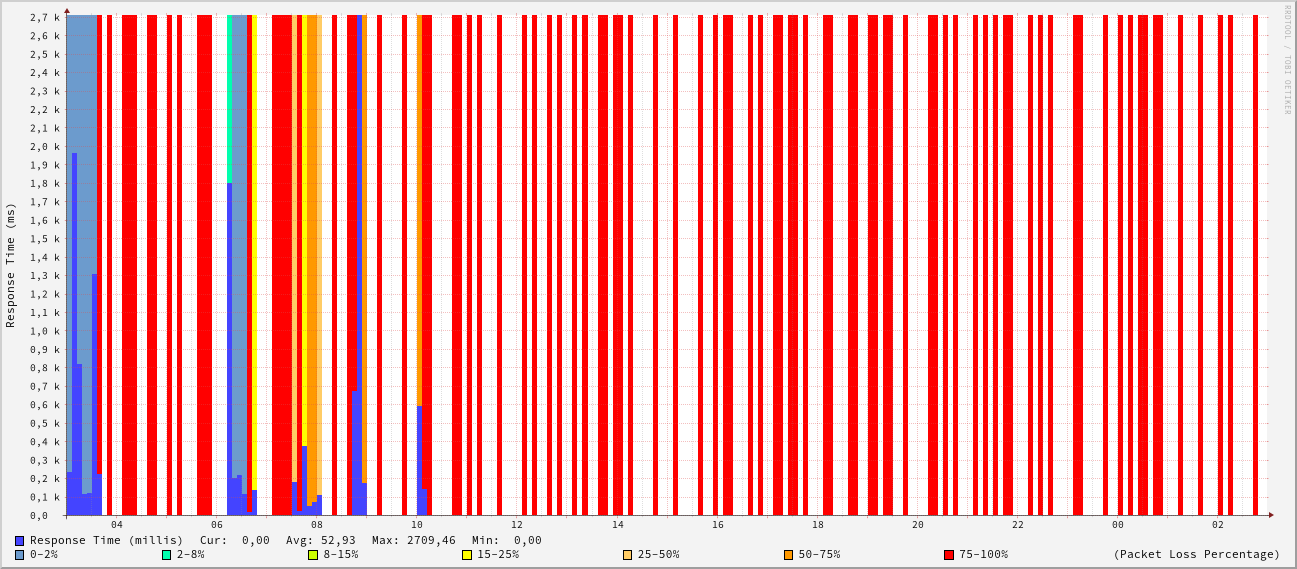 RRDTOOL / TOBI OETIKER
Response Time (ms)
2,7 k
2,6 k
2,5 k
2,4 k
2,3 k
2,2 k
2,1 k
2,0 k
1,9 k
1,8 k
1,7 k
1,6 k
1,5 k
1,4 k
1,3 k
1,2 k
1,1 k
1,0 k
0,9 k
0,8 k
0,7 k
0,6 k
0,5 k
0,4 k
0,3 k
0,2 k
0,1 k
0,0
04 06 08 10 12 14 16 18 20 22 00 02
Response Time (millis) Cur: 0,00 Avg: 52,93 Max: 2709,46 Min: 0,00
0-2% 2-8% 8-15% 15-25% 25-50% 50-75% 75-100% (Packet Loss Percentage)